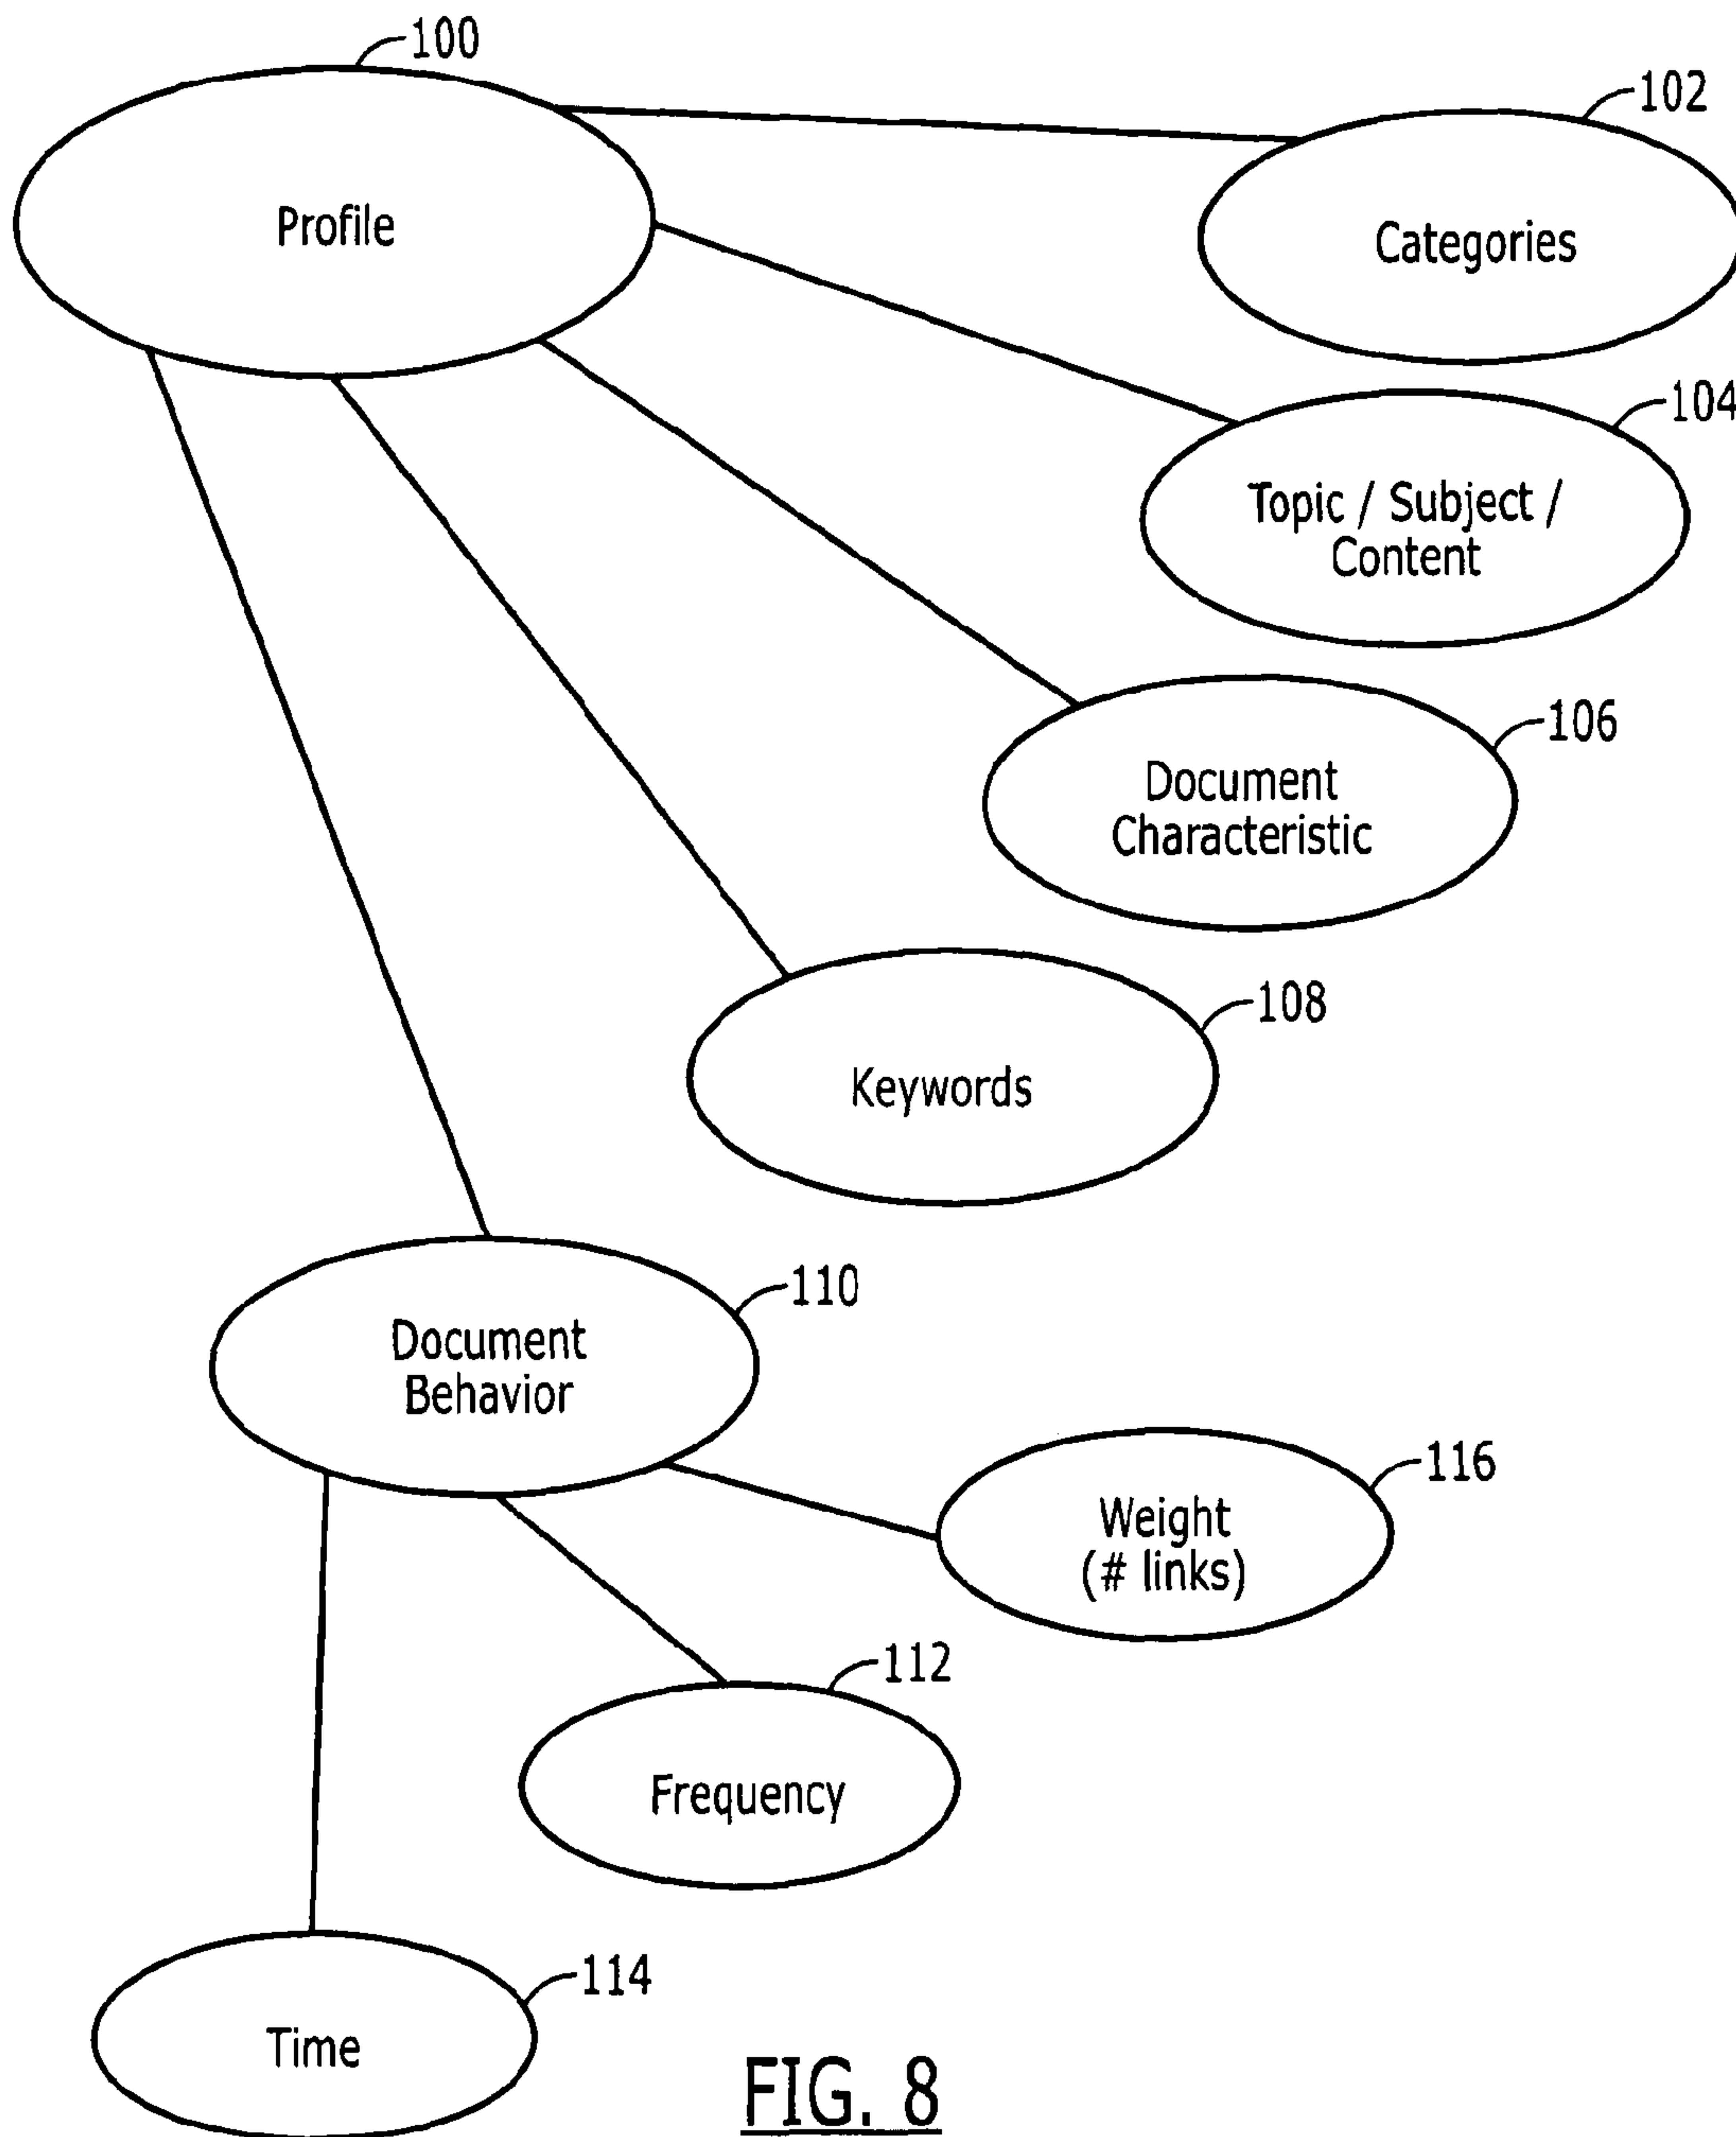 100
Profile
102
Categories
104
Topic / Subject /
Content
106
Document
Characteristic
108
Keywords
110
Document
Behavior
116
Weight
(# links)
112
Frequency
114
Time
FIG. 8